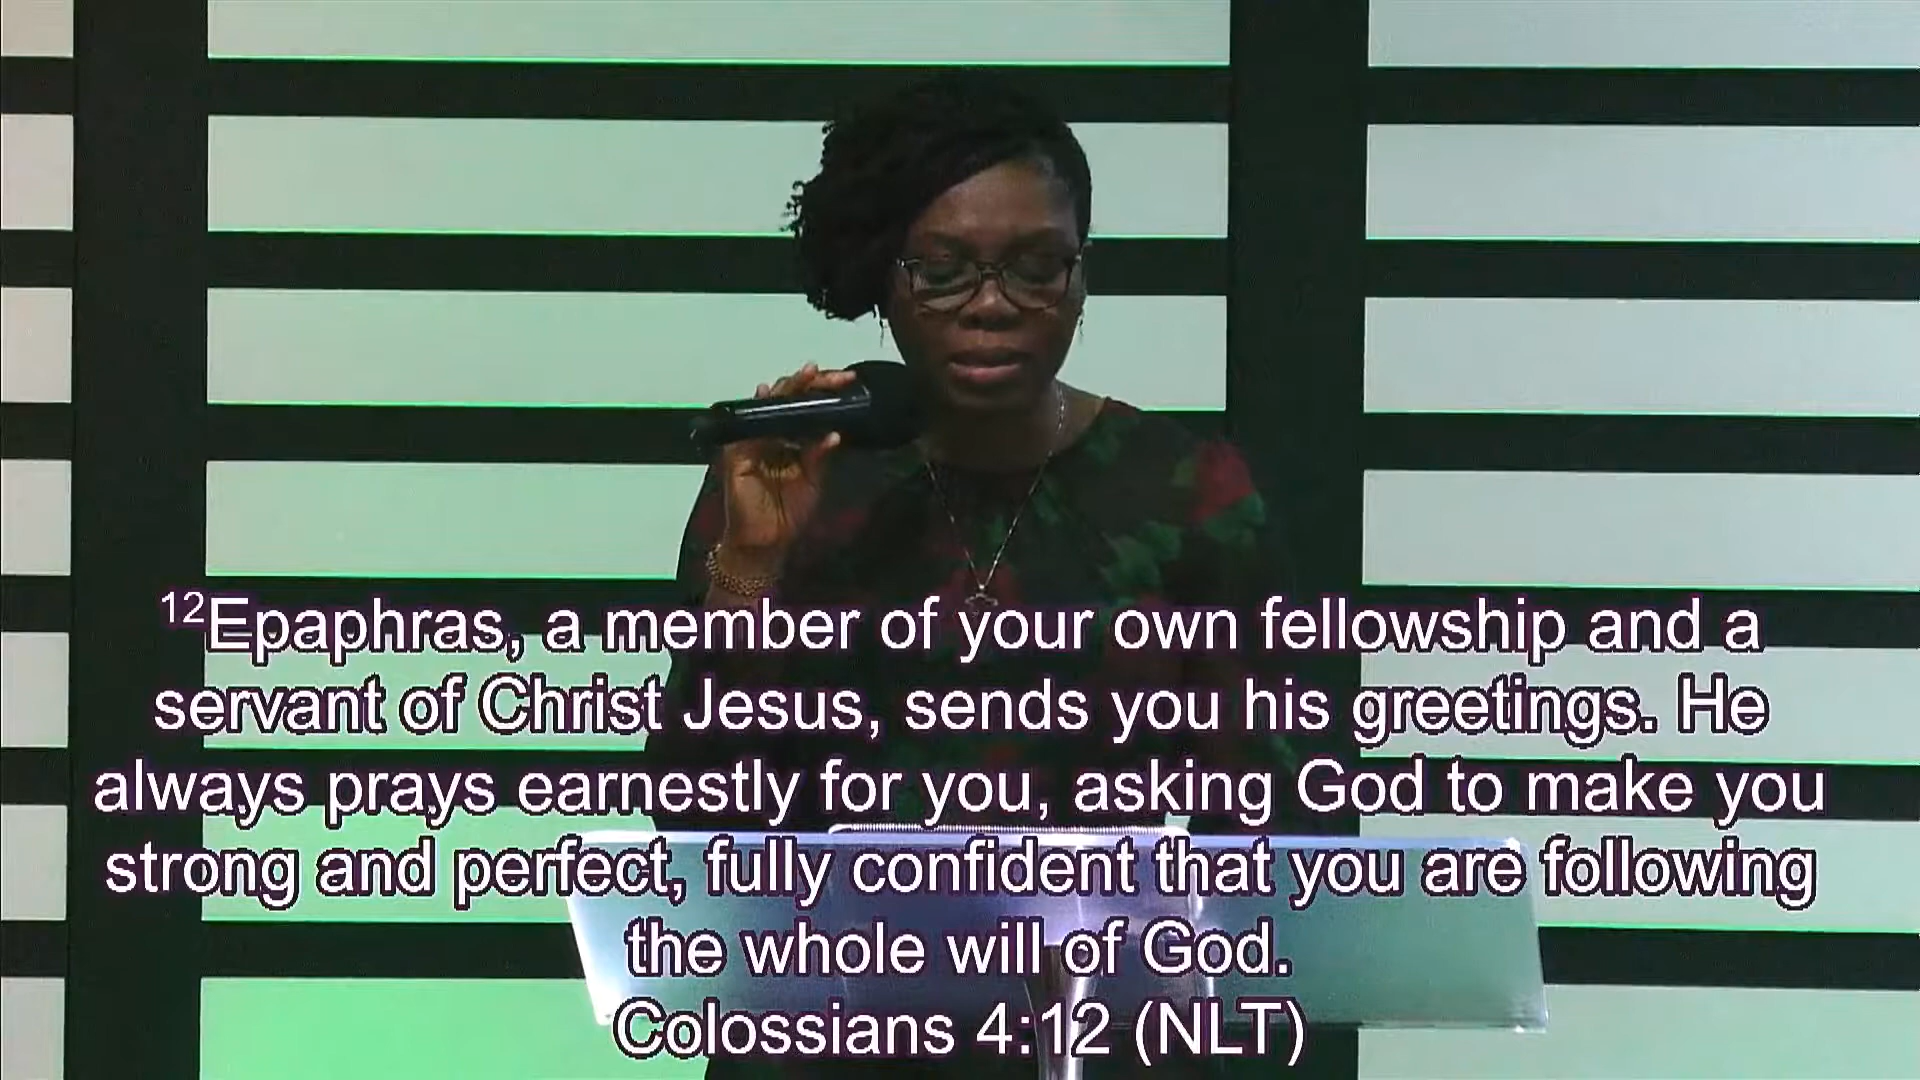 ¹²Epaphras, a member of your own fellowship and a
servant of Christ Jesus, sends you his greetings. He
always prays earnestly for you, asking God to make you
strong and perfect, fully confident that you are following
the whole will of God.
Colossians 4:12 (NLT)